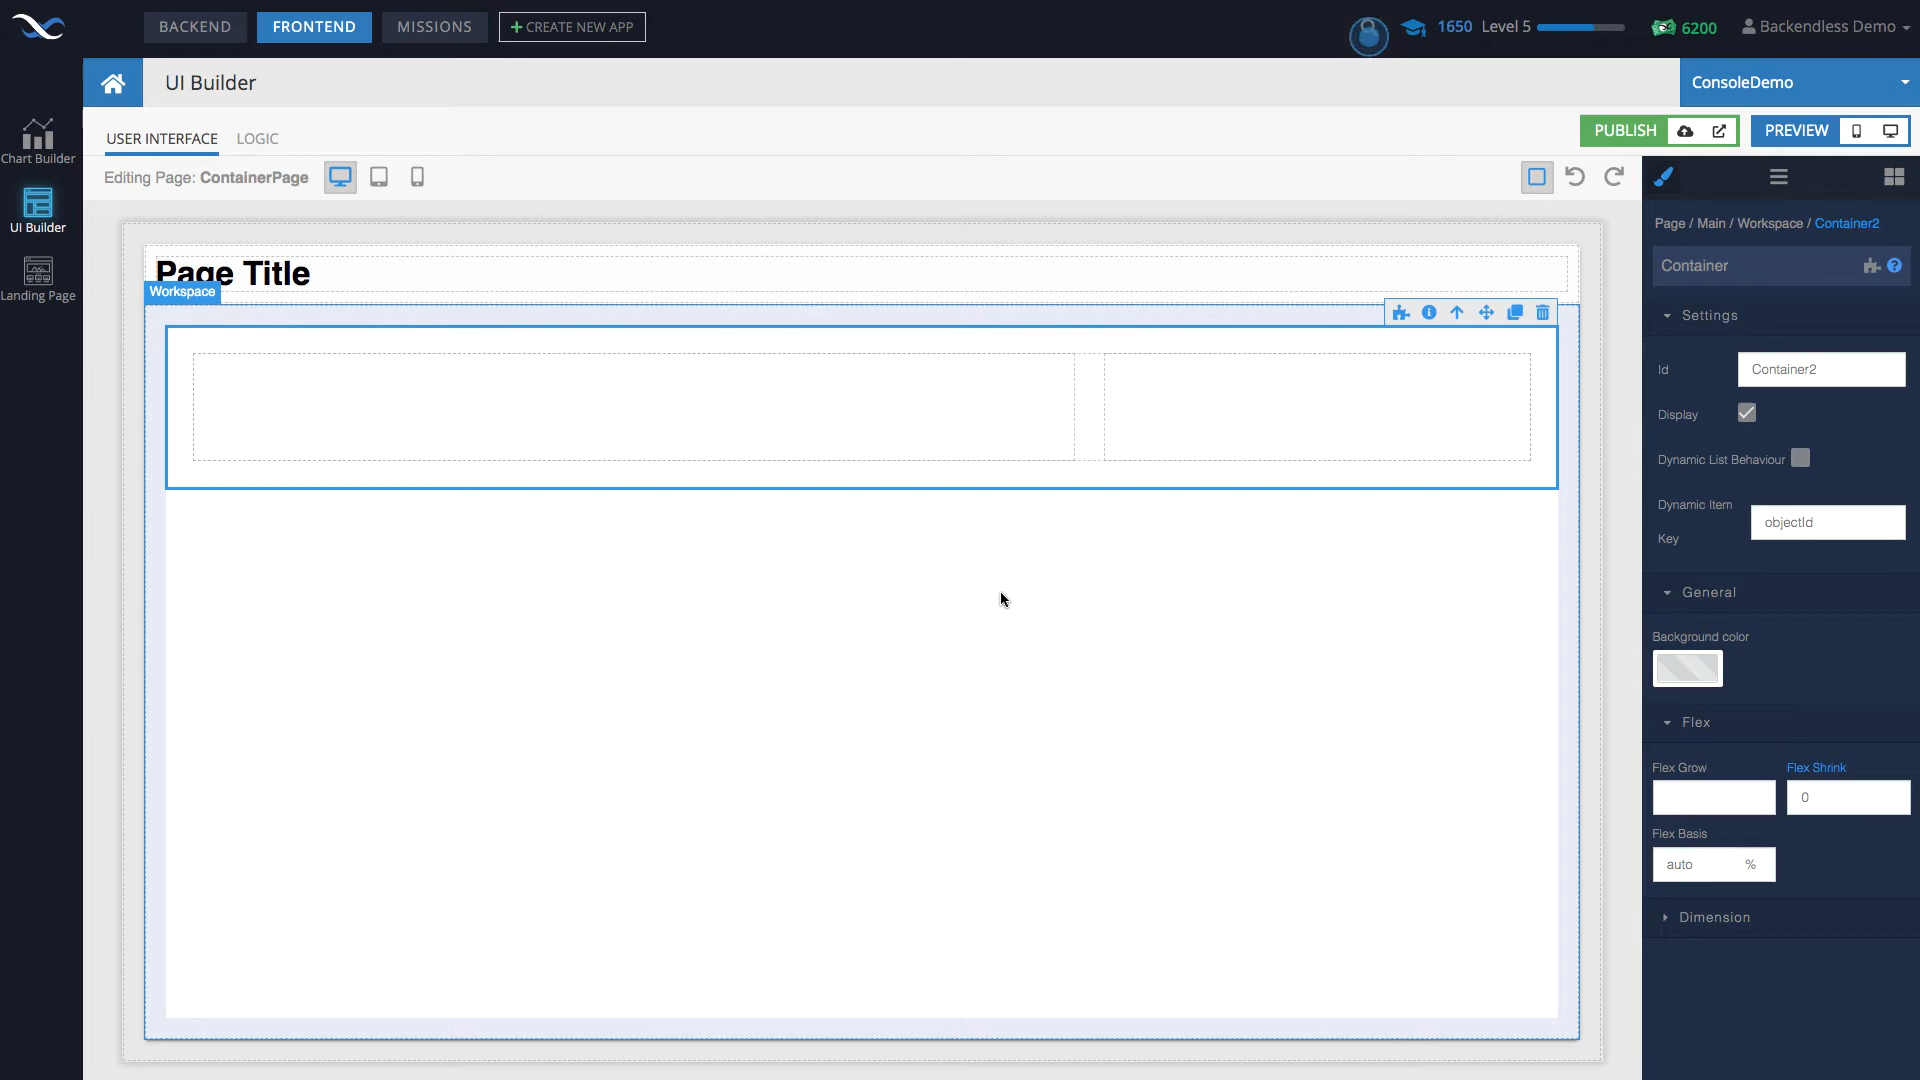 BACKEND
FRONTEND
MISSIONS
+ CREATE NEW APP
1650
Level 5
6200
Backendless Demo
UI Builder
ConsoleDemo
Chart Builder
UI Builder
Landing Page
USER INTERFACE
LOGIC
PUBLISH
PREVIEW
Editing Page: ContainerPage
Page Title
Workspace
Page / Main / Workspace / Container2
Container
?
Settings
Id
Container2
Display
Dynamic List Behaviour
Dynamic Item
Key
objectId
General
Background color
Flex
Flex Grow
Flex Shrink
0
Flex Basis
auto %
Dimension